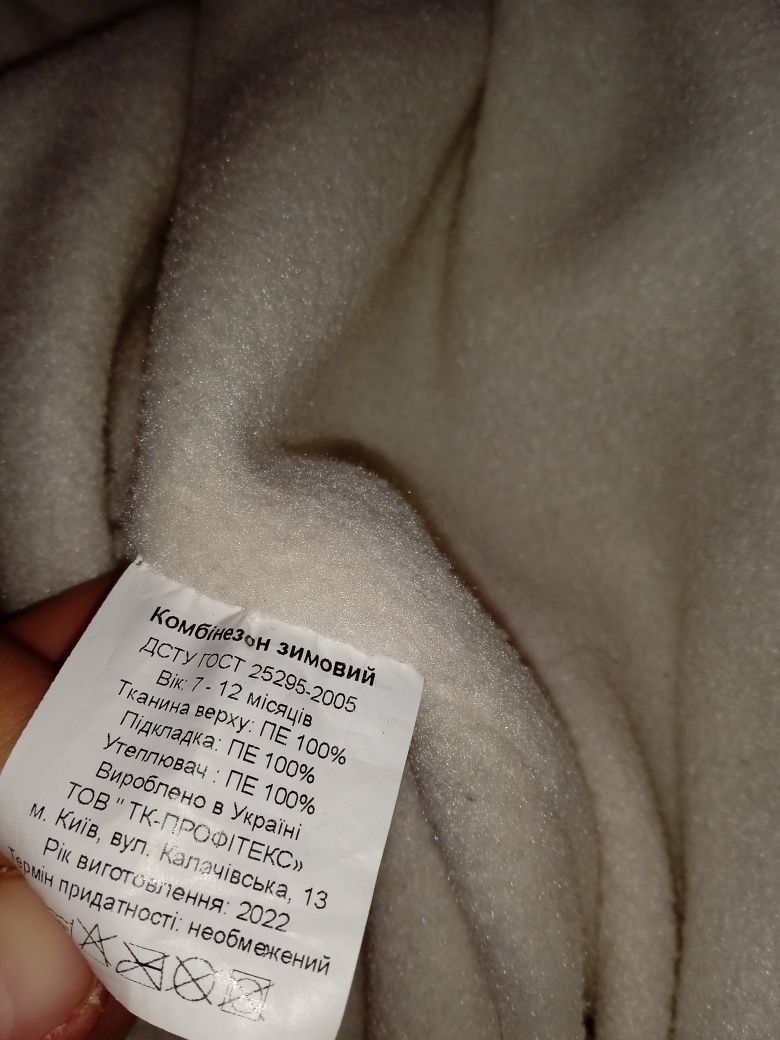 Комбінезон зимовий
ДСТУ ГОСТ 25295-2005
Вік: 7 - 12 місяців
Тканина верху: ПЕ 100%
Підкладка: ПЕ 100%
Утеплювач : ПЕ 100%
Вироблено в Україні
ТОВ " ТК-ПРОФІТЕКС»
м. Київ, вул. Калачівська, 13
Рік виготовлення: 2022
Термін придатності: необмежений